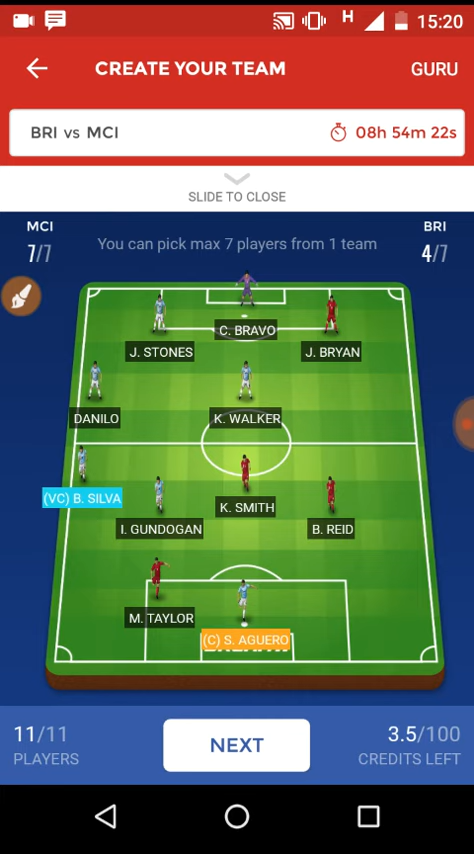 H 15:20
CREATE YOUR TEAM GURU
BRI vs MCI 08h 54m 22s
SLIDE TO CLOSE
MCI BRI
7/7 You can pick max 7 players from 1 team 4/7
C. BRAVO
J. STONES J. BRYAN
DANILO K. WALKER
(VC) B. SILVA
K. SMITH
I. GUNDOGAN B. REID
M. TAYLOR
(C) S. AGUERO
11/11 NEXT 3.5/100
PLAYERS CREDITS LEFT